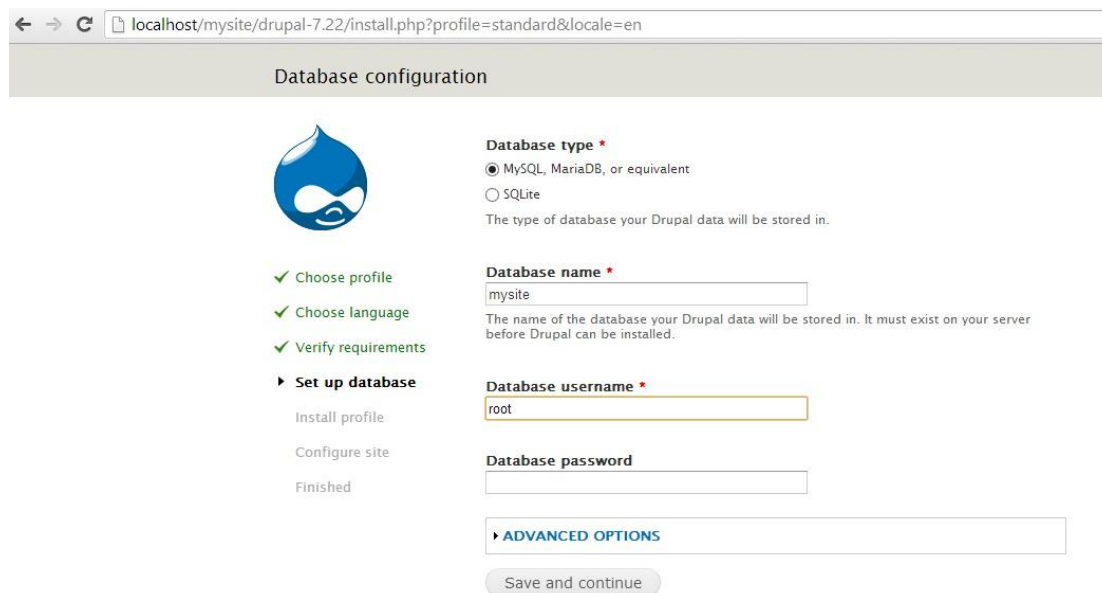 localhost/mysite/drupal-7.22/install.php?profile=standard&locale=en
Database configuration
Choose profile
Choose language
Verify requirements
Set up database
Install profile
Configure site
Finished
Database type *
MySQL, MariaDB, or equivalent
SQLite
The type of database your Drupal data will be stored in.
Database name *
mysite
The name of the database your Drupal data will be stored in. It must exist on your server
before Drupal can be installed.
Database username *
root
Database password
ADVANCED OPTIONS
Save and continue